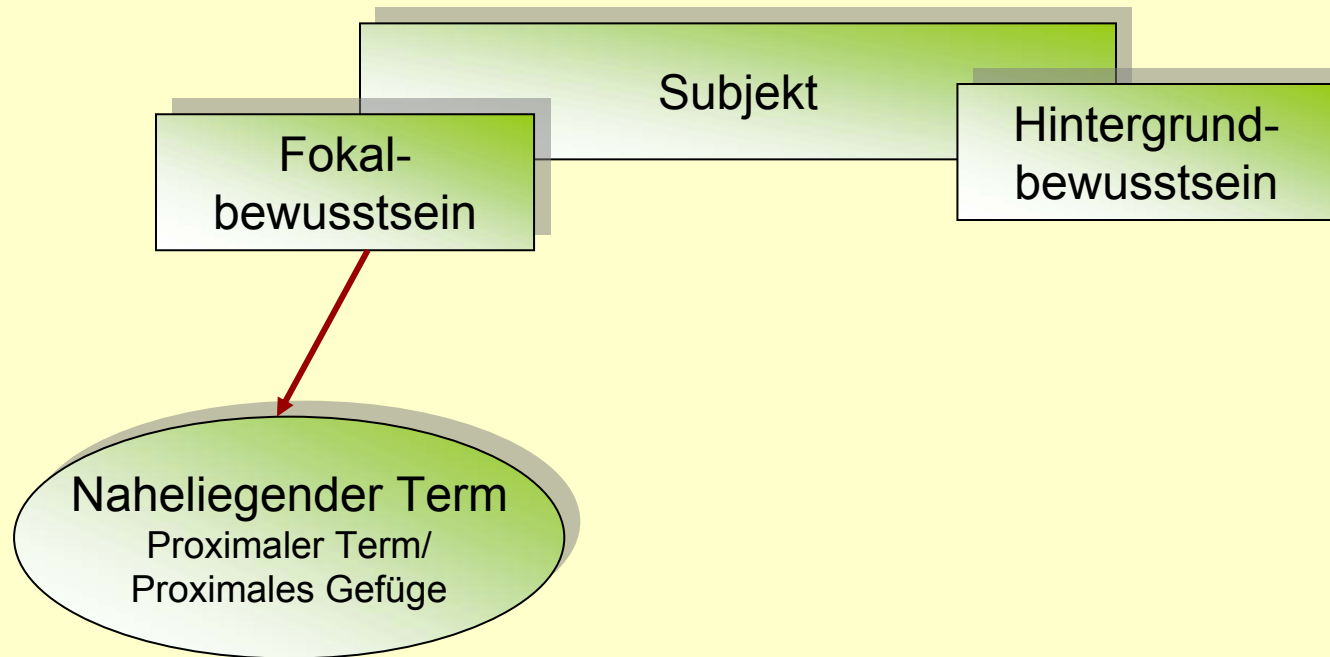 Subjekt
Fokal-
bewusstsein
Hintergrund-
bewusstsein
Naheliegender Term
Proximaler Term/
Proximales Gefüge